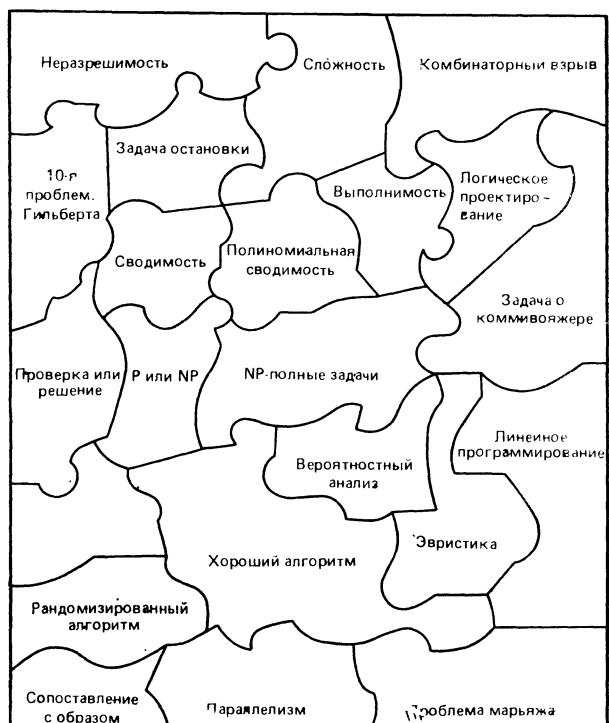 Неразрешимость
Сложность
Комбинаторный взрыв
Задача остановки
10-я
проблем.
Гильберта
Выполнимость
Логическое
проектиро-
вание
Сводимость
Полиномиальная
сводимость
Задача о
коммивояжере
Проверка или
решение
P или NP
NP-полные задачи
Линейное
программирование
Вероятностный
анализ
Эвристика
Хороший алгоритм
Рандомизированный
алгоритм
Сопоставление
с образом
Параллелизм
Проблема марьяжа